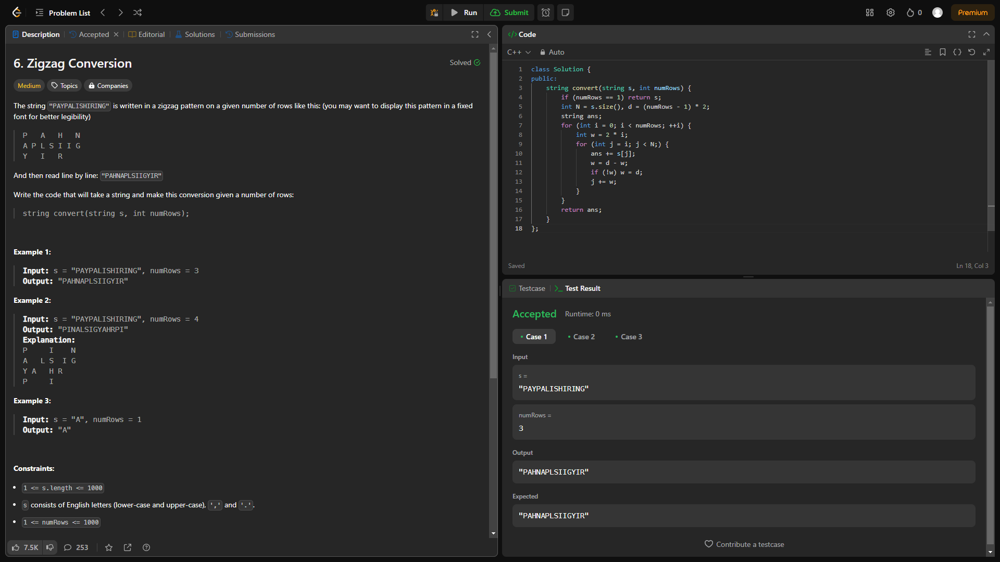 Problem List
Run
Submit
0
Premium
Description
Accepted
Editorial
Solutions
Submissions
6. Zigzag Conversion
Solved
Medium
Topics
Companies
The string "PAYPALISHIRING" is written in a zigzag pattern on a given number of rows like this: (you may want to display this pattern in a fixed
font for better legibility)
P   A   H   N
A P L S I I G
Y   I   R
And then read line by line: "PAHNAPLSIIGYIR"
Write the code that will take a string and make this conversion given a number of rows:
string convert(string s, int numRows);
Example 1:
Input: s = "PAYPALISHIRING", numRows = 3
Output: "PAHNAPLSIIGYIR"
Example 2:
Input: s = "PAYPALISHIRING", numRows = 4
Output: "PINALSIGYAHRPI"
Explanation:
P     I    N
A   L S  I G
Y A   H R
P     I
Example 3:
Input: s = "A", numRows = 1
Output: "A"
Constraints:
• 1 <= s.length <= 1000
• s consists of English letters (lower-case and upper-case), ',' and '.'.
• 1 <= numRows <= 1000
7.5K
253
</> Code
C++
Auto
1 class Solution {
2 public:
3     string convert(string s, int numRows) {
4         if (numRows == 1) return s;
5         int N = s.size(), d = (numRows - 1) * 2;
6         string ans;
7         for (int i = 0; i < numRows; ++i) {
8             int w = 2 * i;
9             for (int j = i; j < N;) {
10                 ans += s[j];
11                 w = d - w;
12                 if (!w) w = d;
13                 j += w;
14             }
15         }
16         return ans;
17     }
18 };
Saved
Ln 18, Col 3
Testcase
>_ Test Result
Accepted
Runtime: 0 ms
• Case 1
• Case 2
• Case 3
Input
s =
"PAYPALISHIRING"
numRows =
3
Output
"PAHNAPLSIIGYIR"
Expected
"PAHNAPLSIIGYIR"
Contribute a testcase